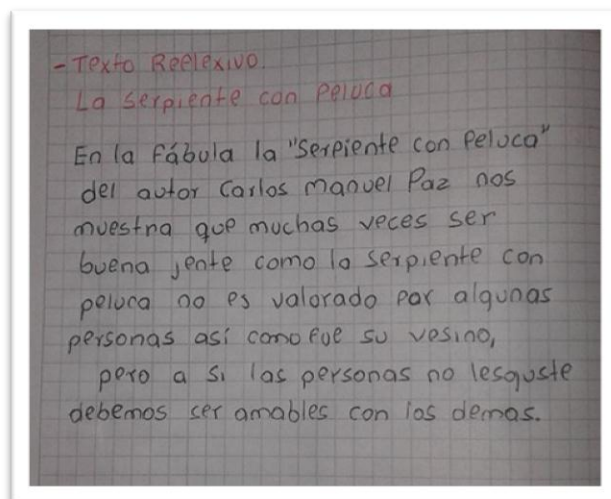 - Texto Reflexivo.
La serpiente con peluca
En la Fábula la "Serpiente con Peluca"
del autor Carlos manuel Paz nos
muestra que muchas veces ser
buena jente como la serpiente con
peluca no es valorado por algunas
personas así como fue su vesino,
pero a si las personas no lesguste
debemos ser amables con los demas.